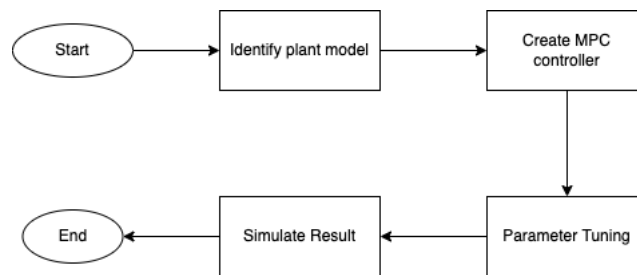 Start
Identify plant model
Create MPC
controller
Parameter Tuning
Simulate Result
End